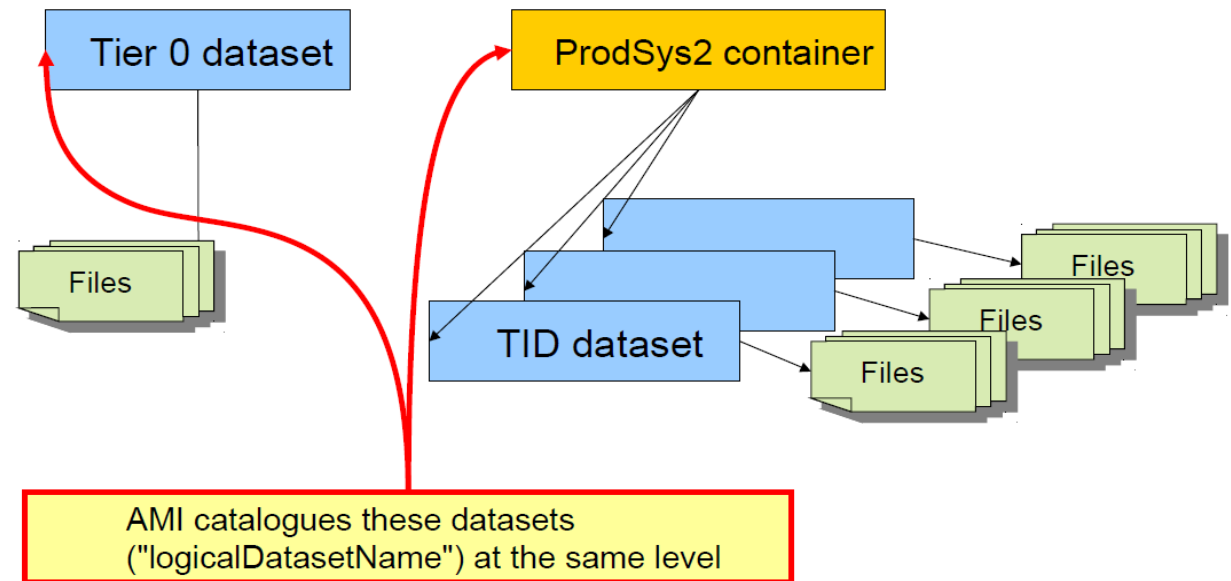 Tier 0 dataset
ProdSys2 container
Files
Files
Files
TID dataset
Files
AMI catalogues these datasets
("logicalDatasetName") at the same level